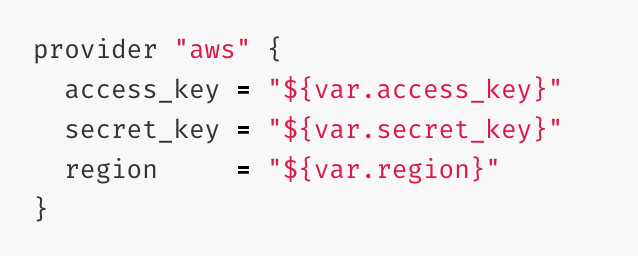 provider "aws" {
  access_key = "${var.access_key}"
  secret_key = "${var.secret_key}"
  region     = "${var.region}"
}